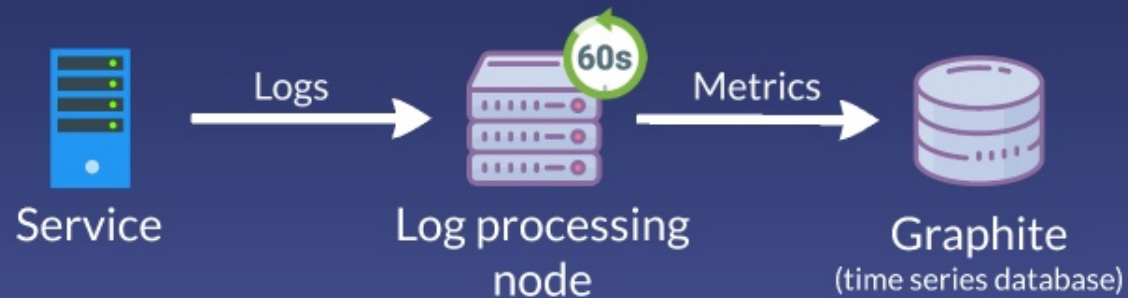 60s
Logs
Metrics
Service
Log processing
node
Graphite
(time series database)